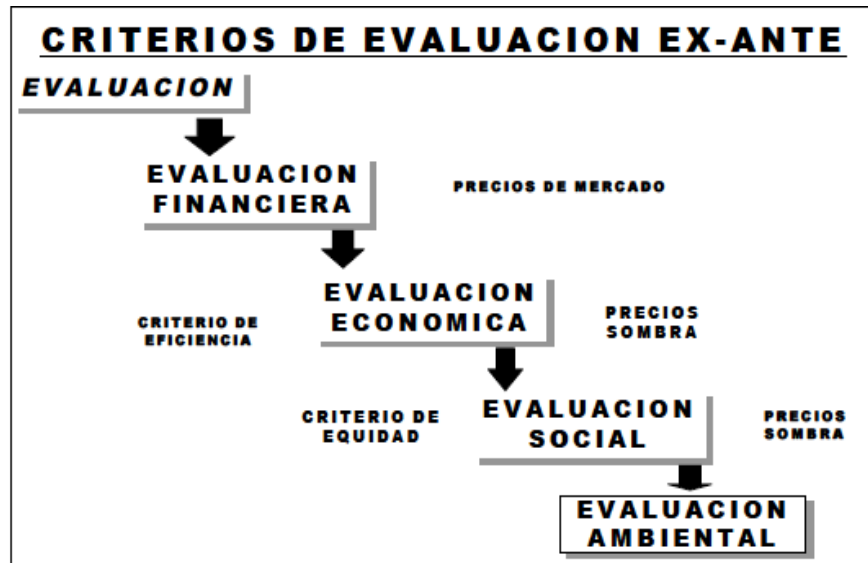 CRITERIOS DE EVALUACION EX-ANTE
EVALUACION
EVALUACION
FINANCIERA
PRECIOS DE MERCADO
EVALUACION
ECONOMICA
CRITERIO DE
EFICIENCIA
PRECIOS
SOMBRA
EVALUACION
SOCIAL
CRITERIO DE
EQUIDAD
PRECIOS
SOMBRA
EVALUACION
AMBIENTAL